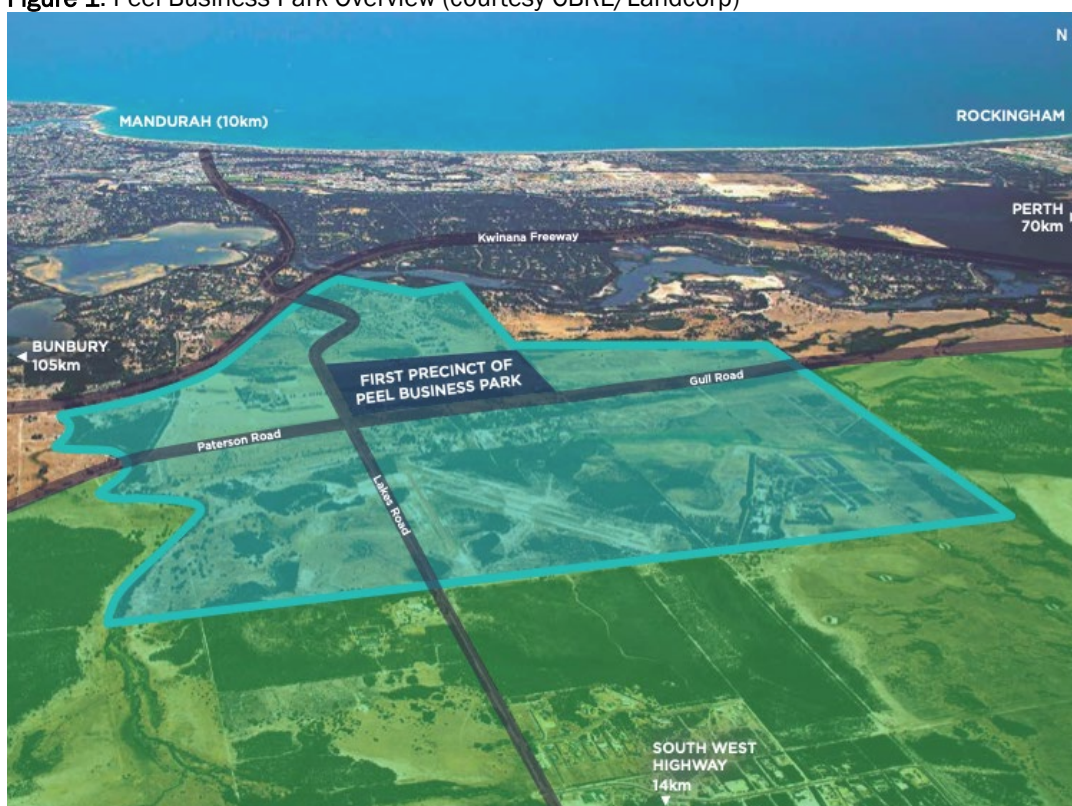 Figure 1: Peel Business Park Overview (courtesy CBRE/Landcorp)
N
MANDURAH (10km)
ROCKINGHAM
PERTH
70km
Kwinana Freeway
BUNBURY
105km
FIRST PRECINCT OF
PEEL BUSINESS PARK
Gull Road
Paterson Road
Lakes Road
SOUTH WEST
HIGHWAY
14km